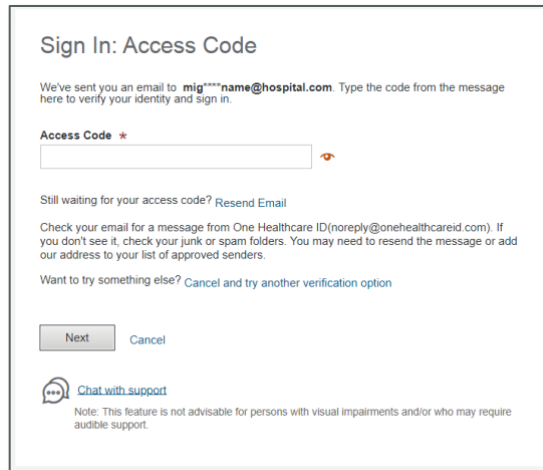 Sign In: Access Code
We've sent you an email to mig****name@hospital.com. Type the code from the message
here to verify your identity and sign in.
Access Code *
Still waiting for your access code? Resend Email
Check your email for a message from One Healthcare ID(noreply@onehealthcareid.com). If
you don't see it, check your junk or spam folders. You may need to resend the message or add
our address to your list of approved senders.
Want to try something else? Cancel and try another verification option
Next Cancel
Chat with support
Note: This feature is not advisable for persons with visual impairments and/or who may require
audible support.